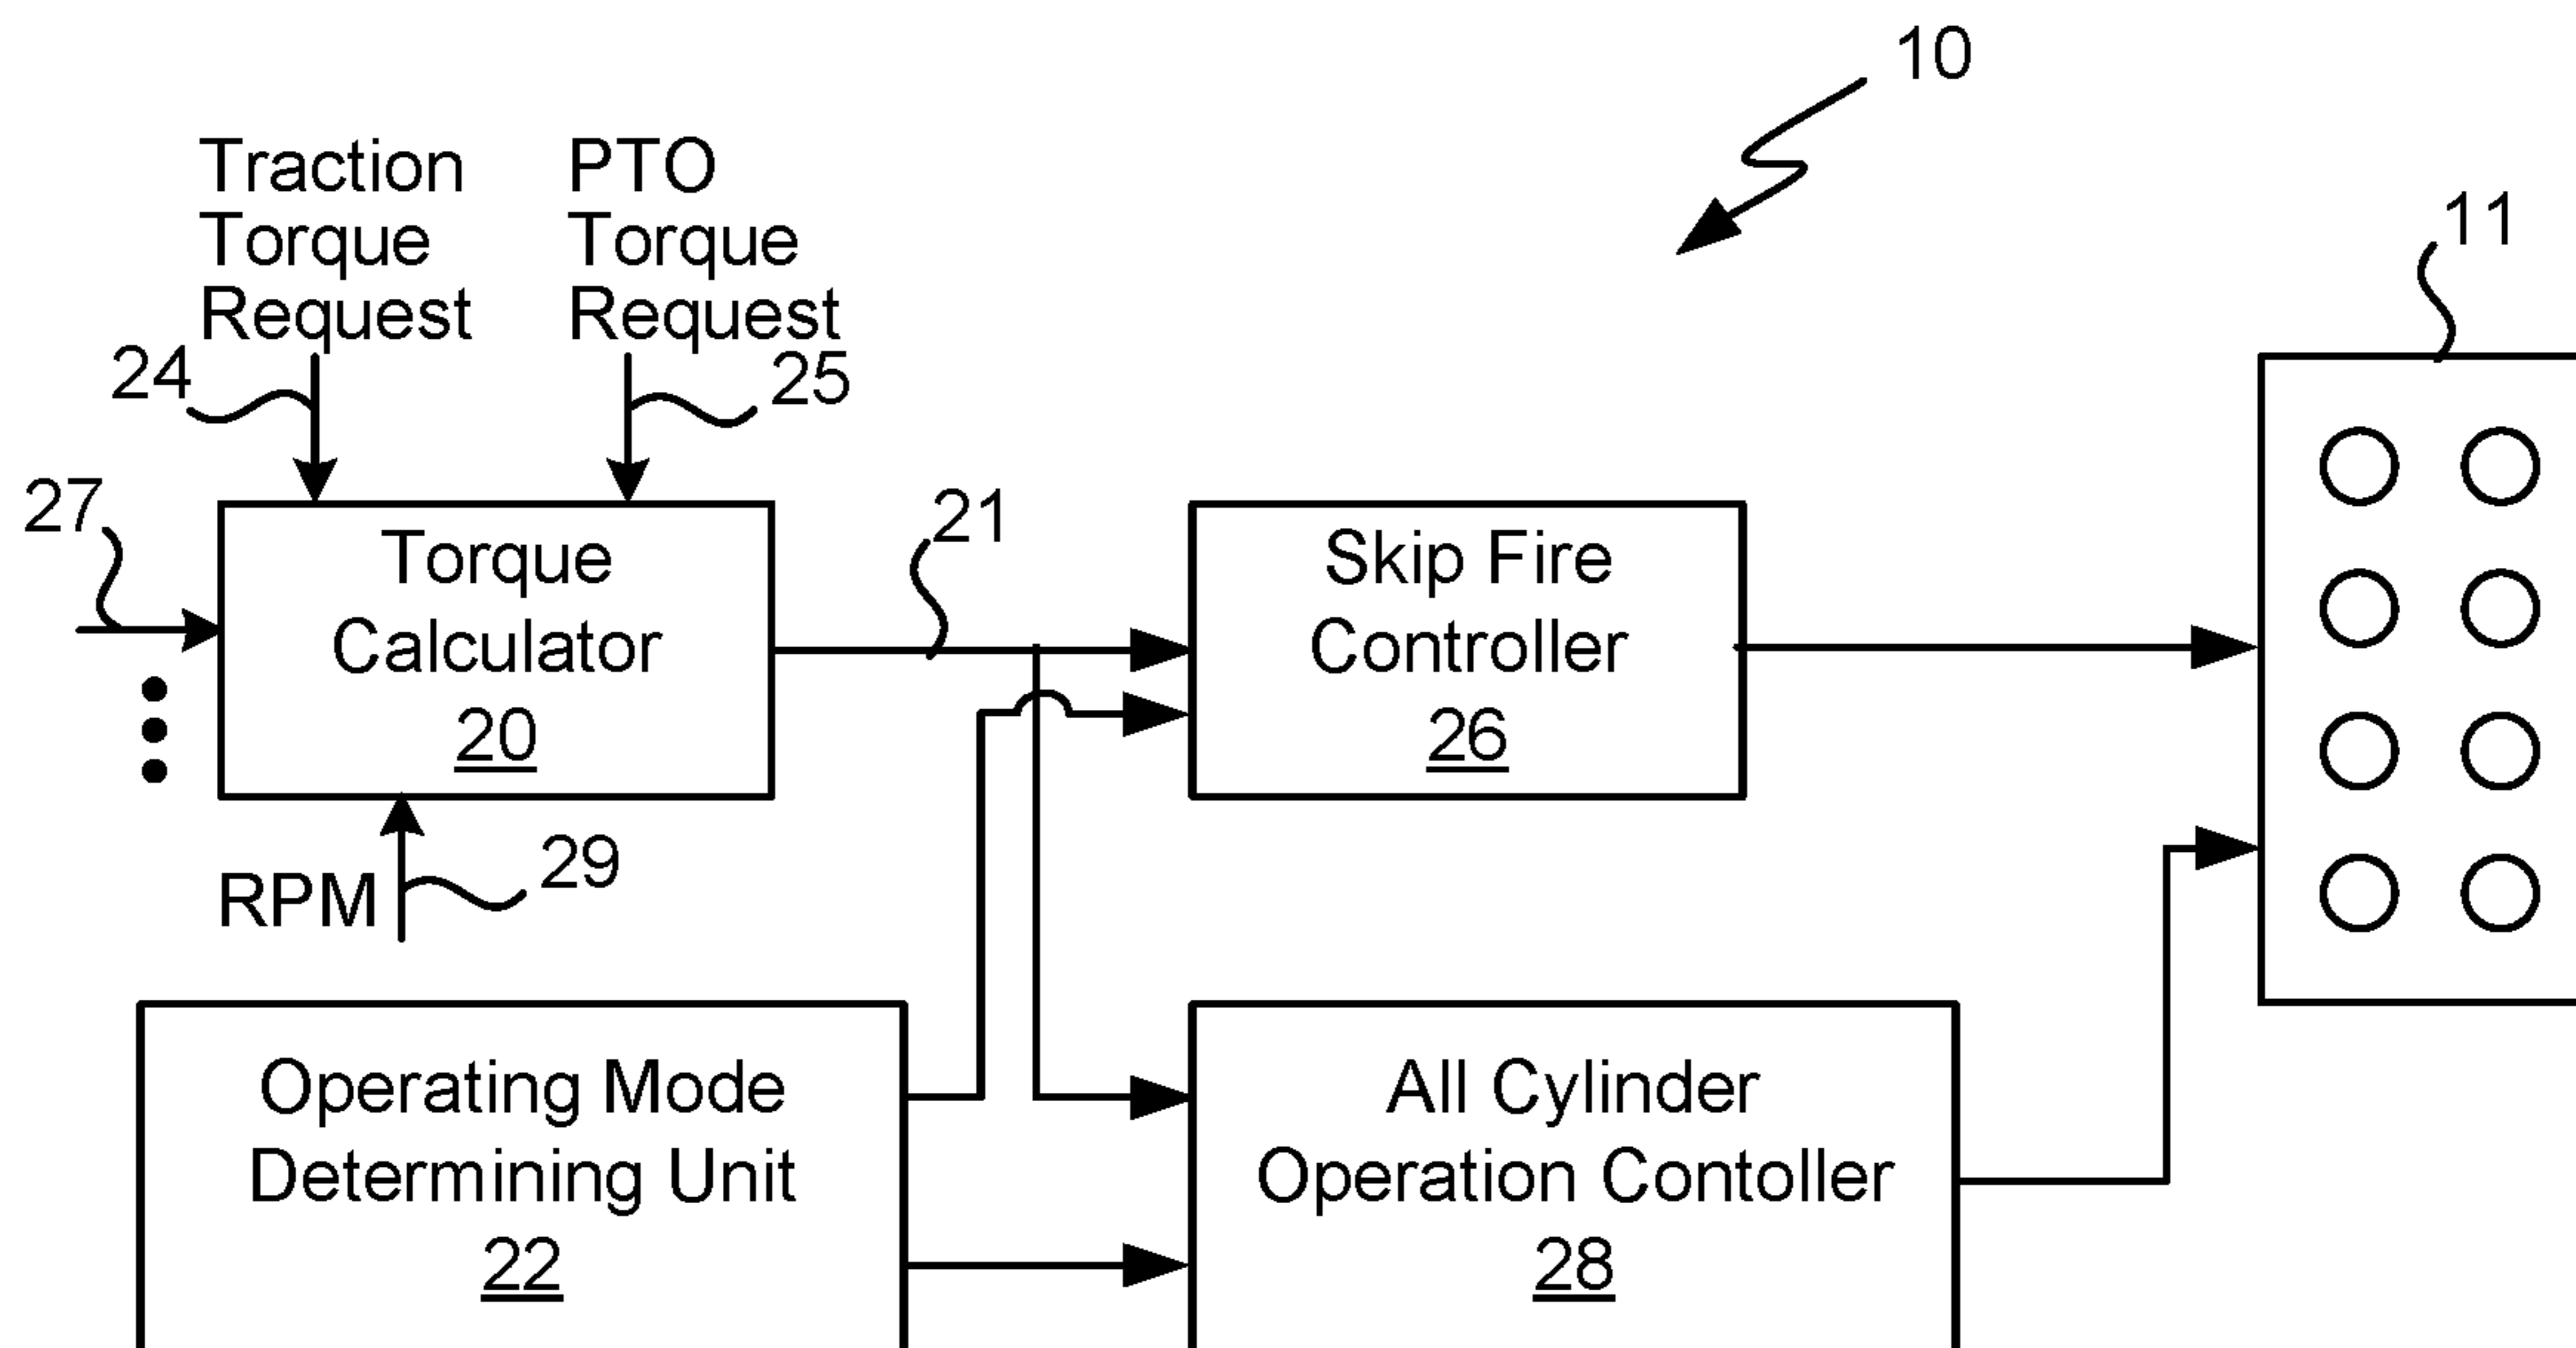 10
Traction
Torque
Request
PTO
Torque
Request
11
24
25
27
21
Torque
Calculator
20
Skip Fire
Controller
26
RPM
29
Operating Mode
Determining Unit
22
All Cylinder
Operation Contoller
28